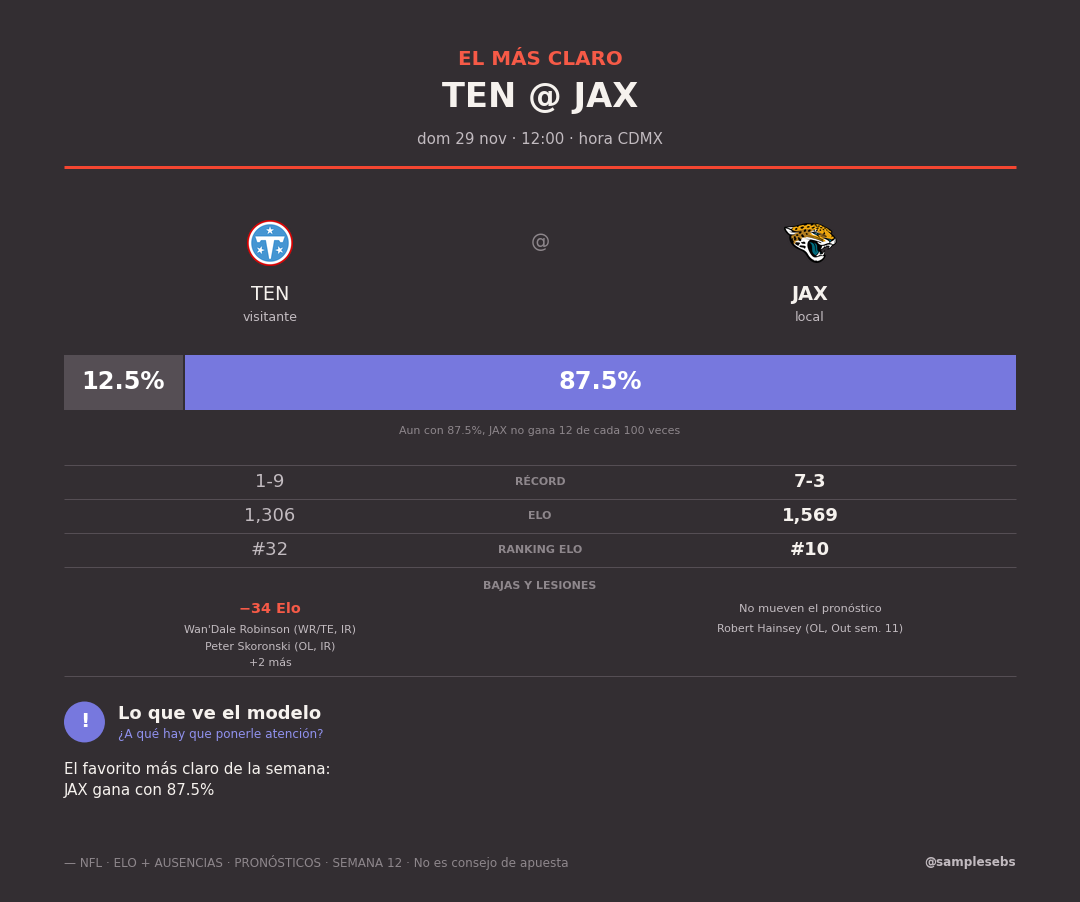 EL MÁS CLARO
TEN @ JAX
dom 29 nov · 12:00 · hora CDMX
@
TEN
visitante
JAX
local
12.5%
87.5%
Aun con 87.5%, JAX no gana 12 de cada 100 veces
1-9 RÉCORD 7-3
1,306 ELO 1,569
#32 RANKING ELO #10
BAJAS Y LESIONES
−34 Elo
Wan'Dale Robinson (WR/TE, IR)
Peter Skoronski (OL, IR)
+2 más
No mueven el pronóstico
Robert Hainsey (OL, Out sem. 11)
! Lo que ve el modelo
¿A qué hay que ponerle atención?
El favorito más claro de la semana:
JAX gana con 87.5%
— NFL · ELO + AUSENCIAS · PRONÓSTICOS · SEMANA 12 · No es consejo de apuesta
@samplesebs